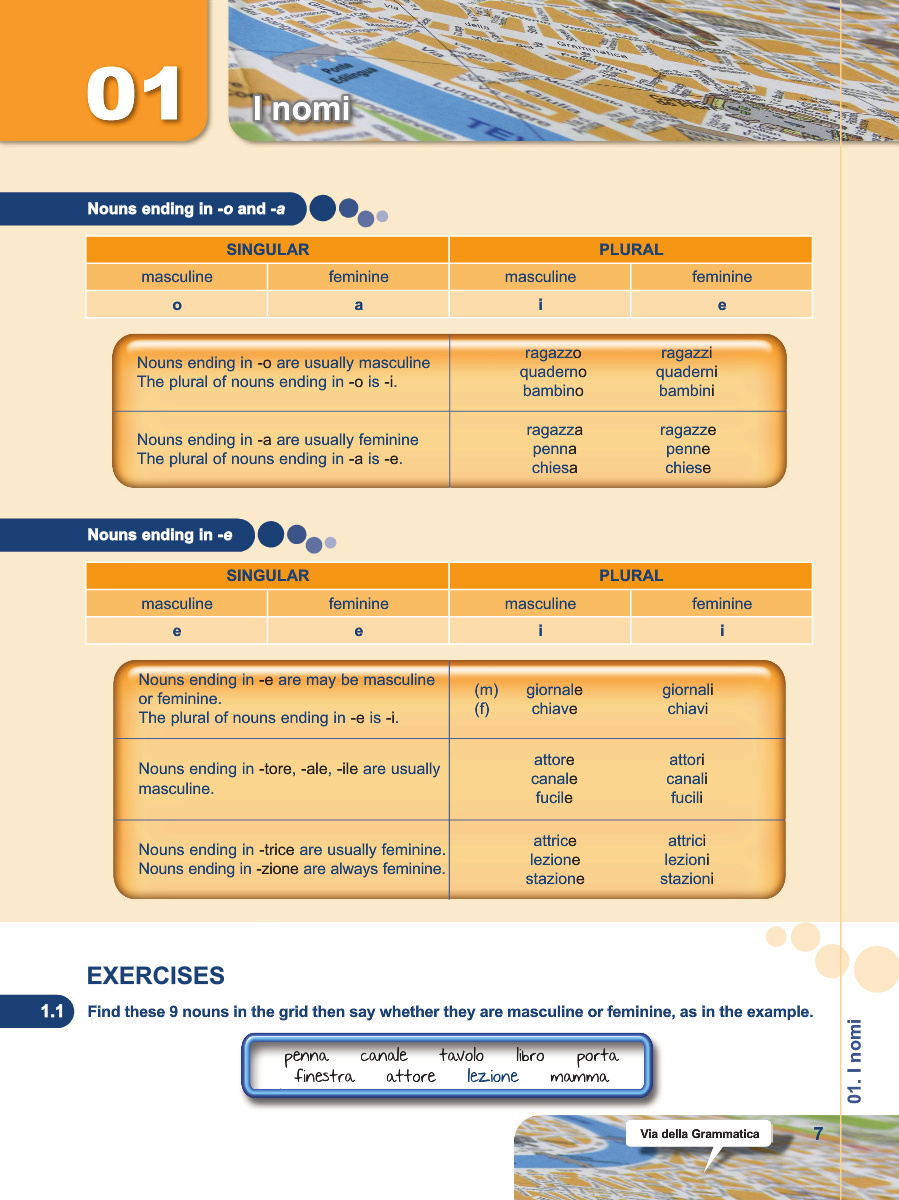 01
I nomi
Ponte Edilingua
Grammatica
Lungote
Giulia
TE
Nouns ending in -o and -a
SINGULAR PLURAL
masculine feminine masculine feminine
o a i e
Nouns ending in -o are usually masculine
The plural of nouns ending in -o is -i.
ragazzo ragazzi
quaderno quaderni
bambino bambini
Nouns ending in -a are usually feminine
The plural of nouns ending in -a is -e.
ragazza ragazze
penna penne
chiesa chiese
Nouns ending in -e
SINGULAR PLURAL
masculine feminine masculine feminine
e e i i
Nouns ending in -e are may be masculine
or feminine.
The plural of nouns ending in -e is -i.
(m) giornale giornali
(f) chiave chiavi
Nouns ending in -tore, -ale, -ile are usually
masculine.
attore attori
canale canali
fucile fucili
Nouns ending in -trice are usually feminine.
Nouns ending in -zione are always feminine.
attrice attrici
lezione lezioni
stazione stazioni
EXERCISES
1.1 Find these 9 nouns in the grid then say whether they are masculine or feminine, as in the example.
penna canale tavolo libro porta
finestra attore lezione mamma
01. I nomi
Via della Grammatica
7